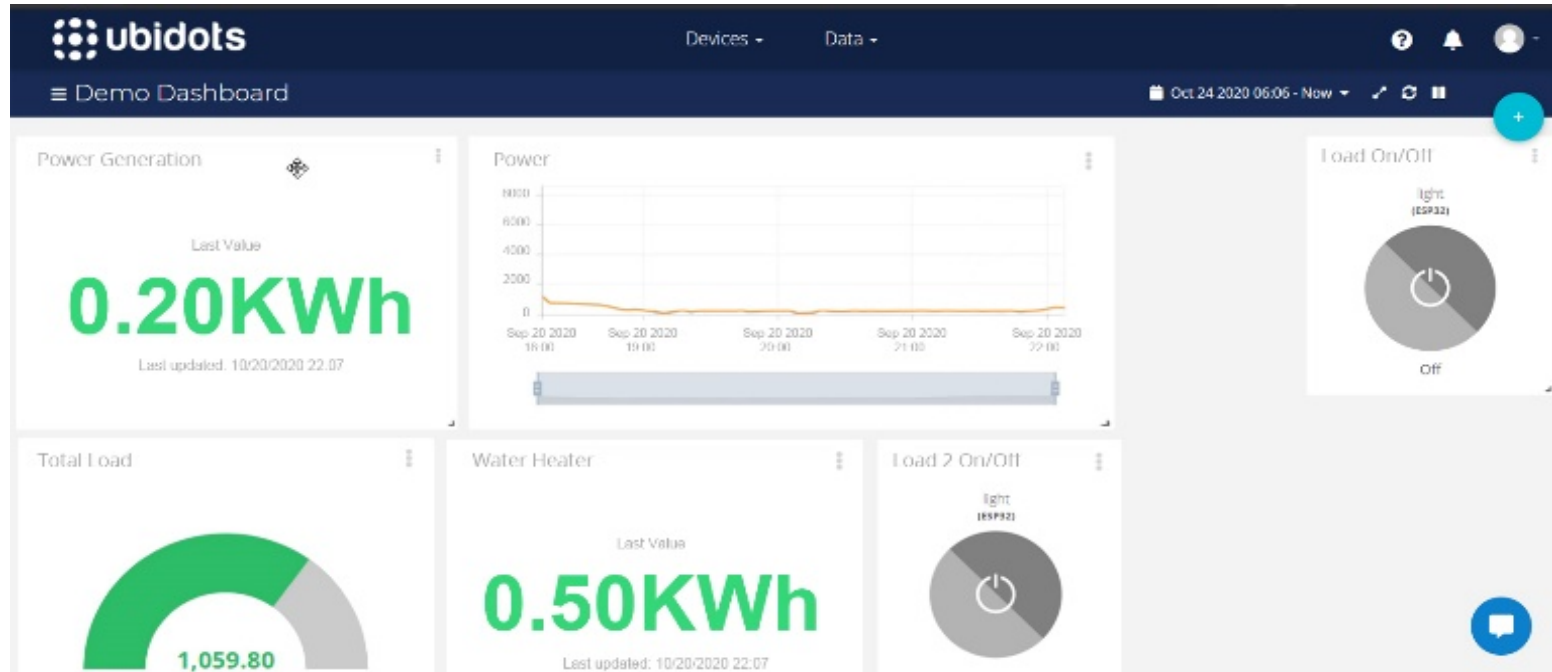 ubidots
Devices
Data
Demo Dashboard
Oct 24 2020 06:06 - Now
+
Power Generation
Last Value
0.20KWh
Last updated: 10/20/2020 22:07
Power
8000
6000
4000
2000
0
Sep 20 2020 Sep 20 2020 Sep 20 2020 Sep 20 2020 Sep 20 2020
18:00 19:00 20:00 21:00 22:00
Load On/Off
light
(ESP32)
Off
Total Load
1,059.80
Water Heater
Last Value
0.50KWh
Last updated: 10/20/2020 22:07
Load 2 On/Off
light
(ESP32)